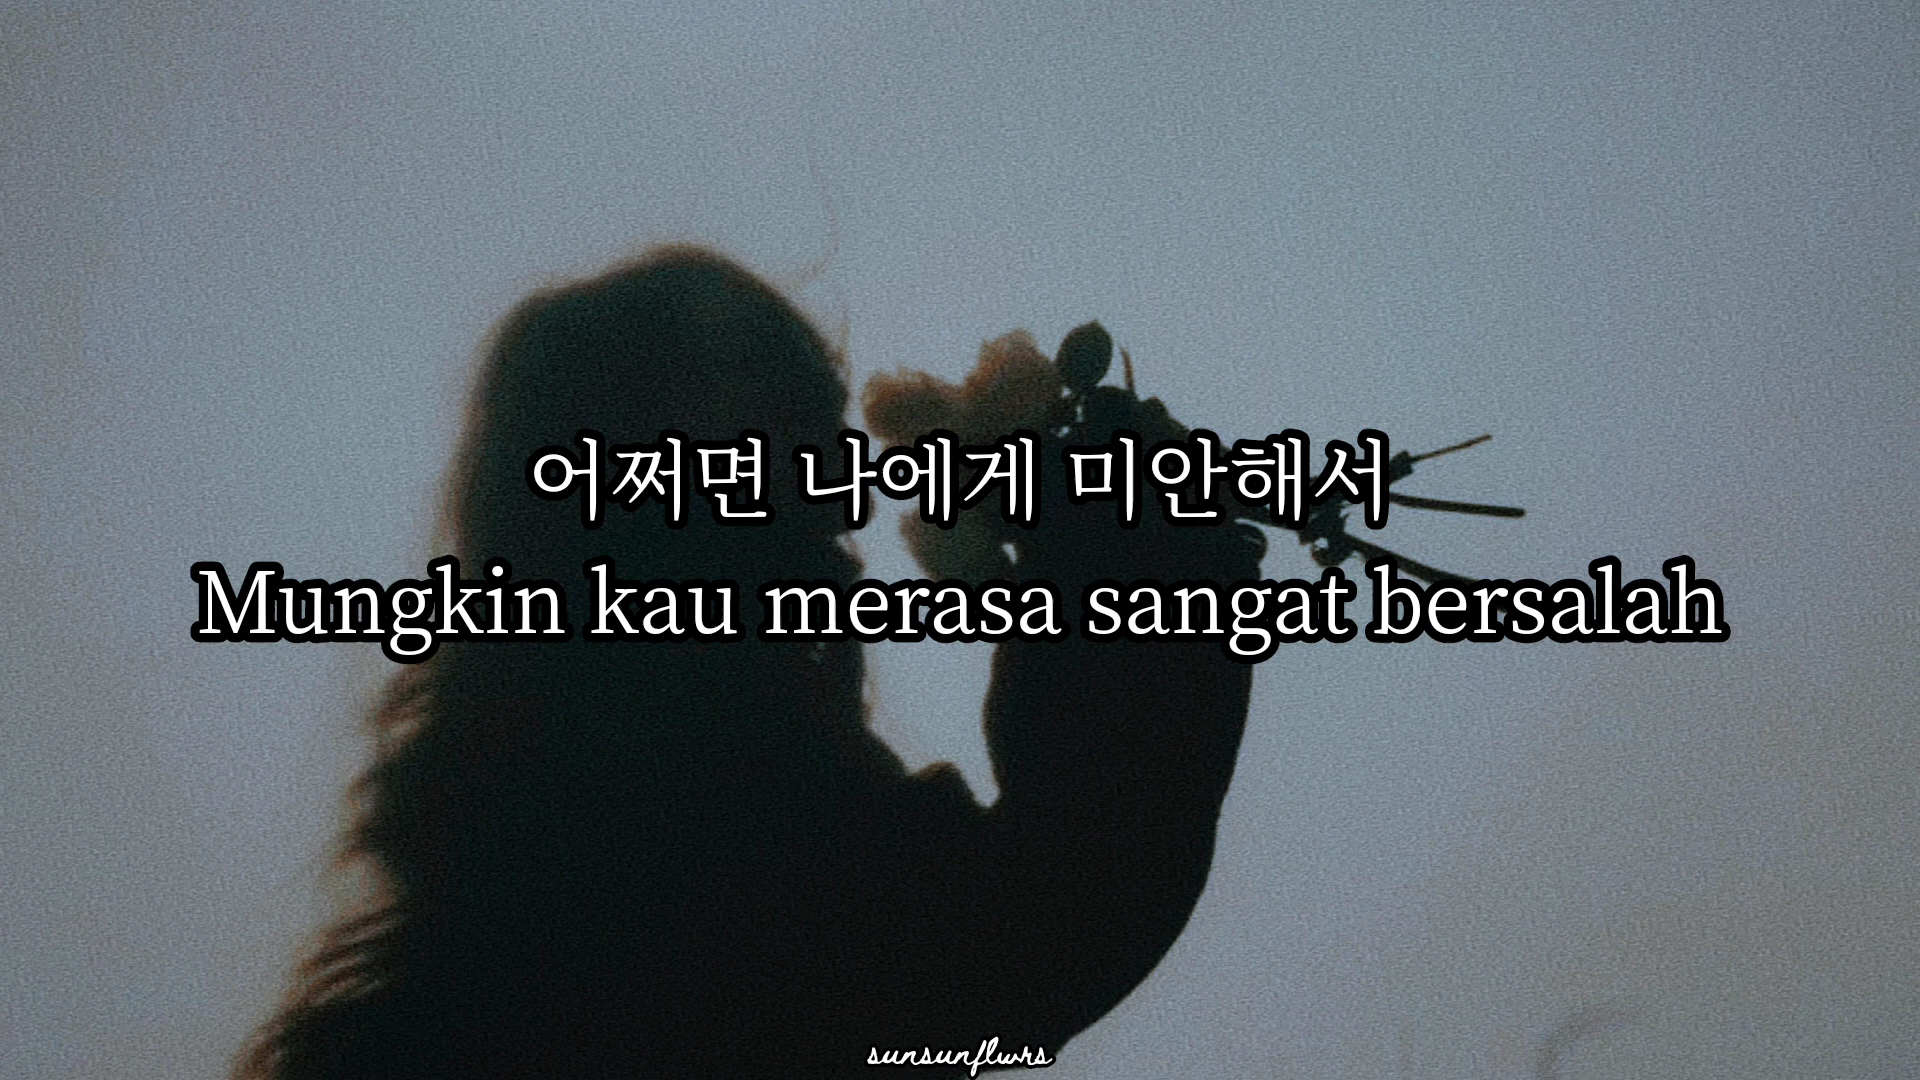 어쩌면 나에게 미안해서
Mungkin kau merasa sangat bersalah
sunsunflwrs